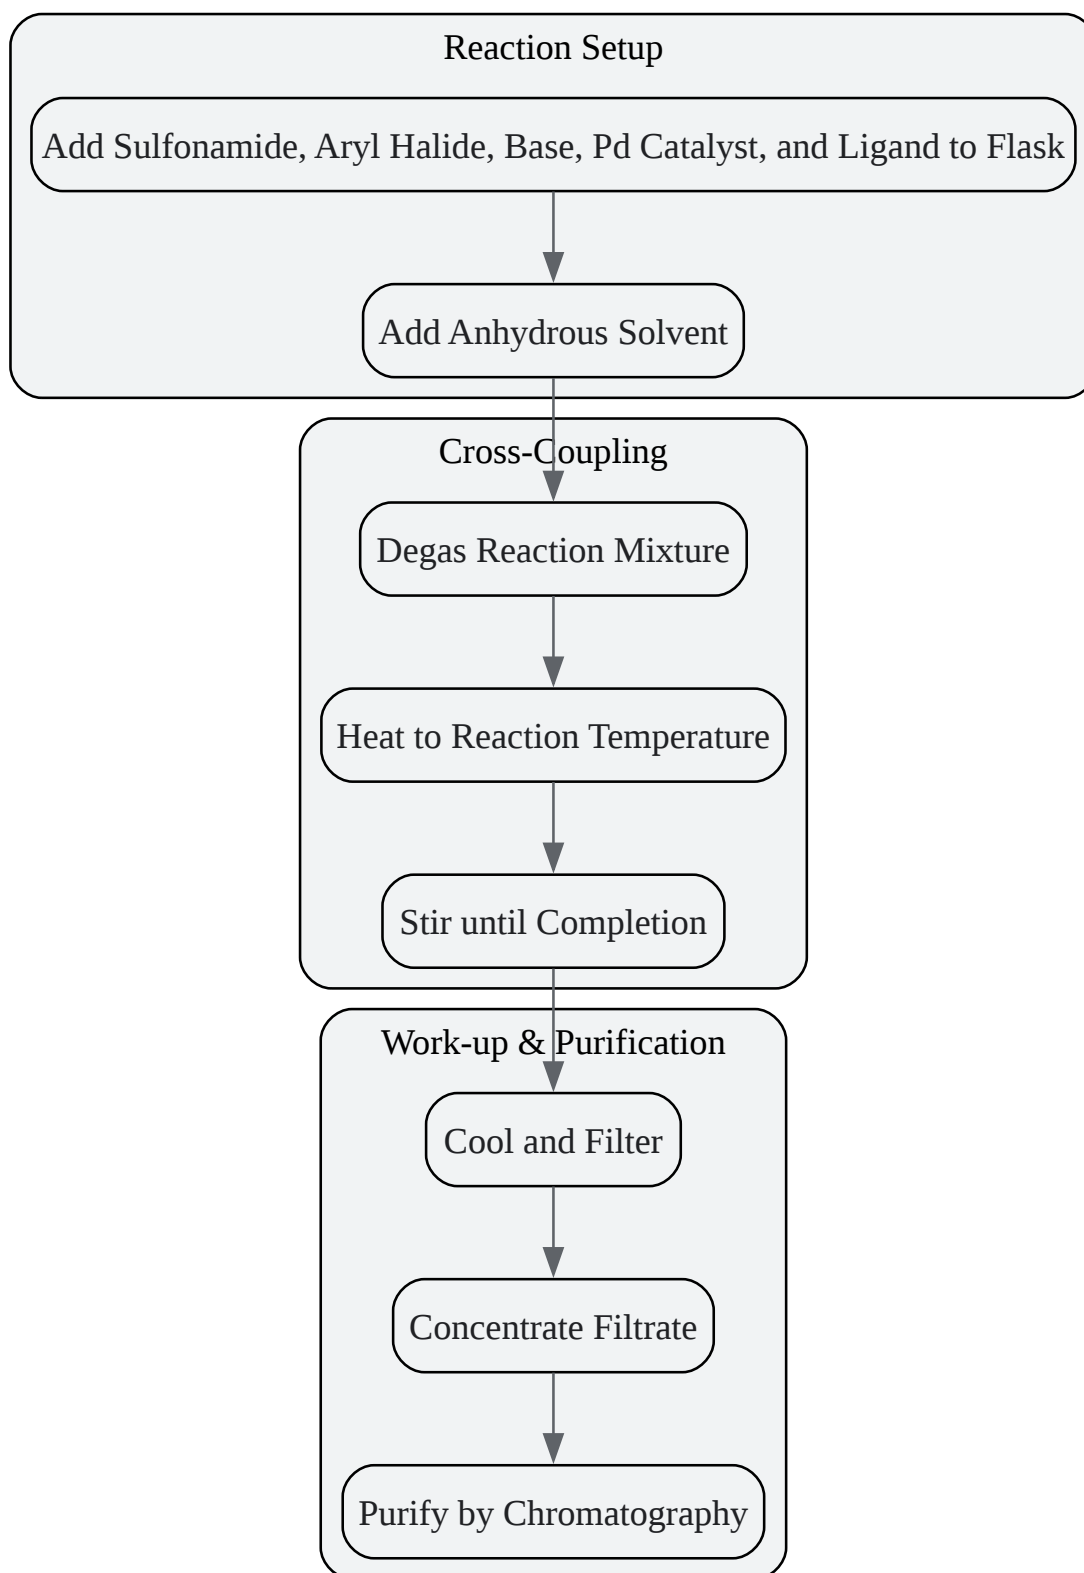 Reaction Setup
Add Sulfonamide, Aryl Halide, Base, Pd Catalyst, and Ligand to Flask
Add Anhydrous Solvent
Cross-Coupling
Degas Reaction Mixture
Heat to Reaction Temperature
Stir until Completion
Work-up & Purification
Cool and Filter
Concentrate Filtrate
Purify by Chromatography